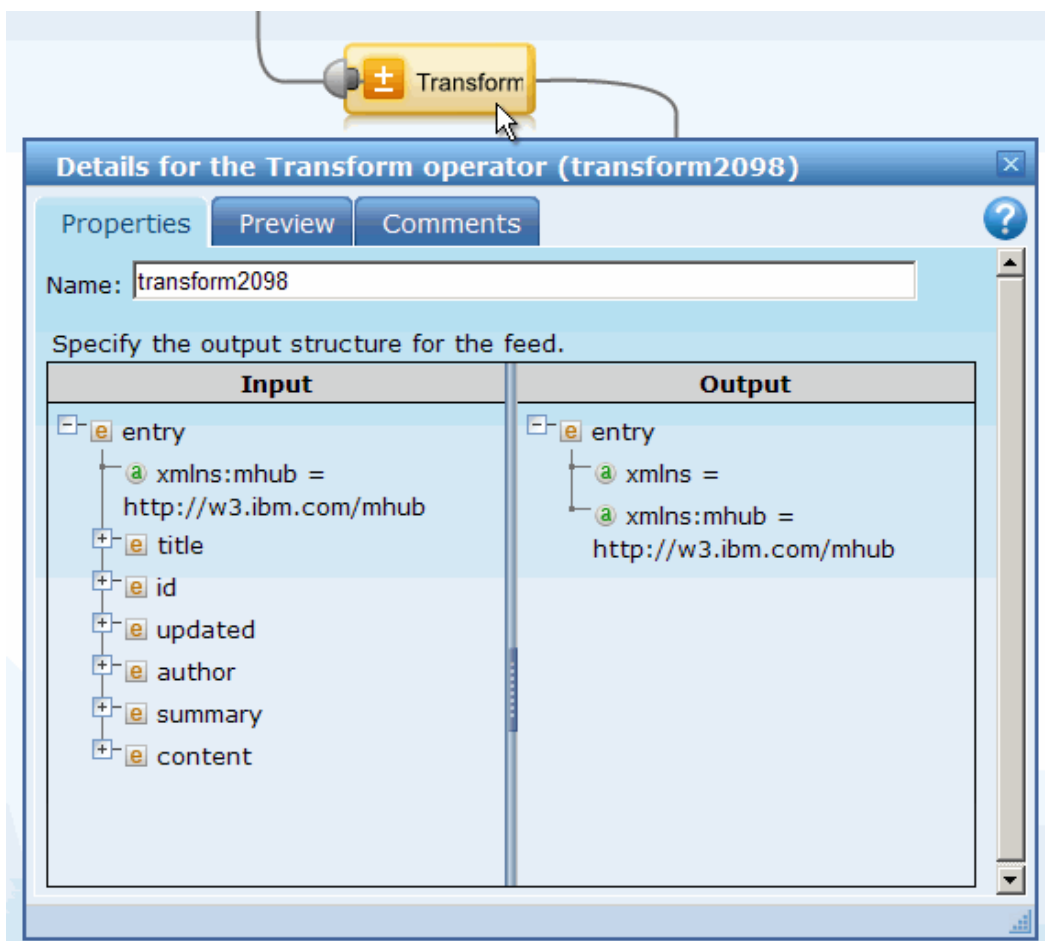 Transform
Details for the Transform operator (transform2098)
Properties Preview Comments
?
Name: transform2098
Specify the output structure for the feed.
Input Output
e entry
a xmlns:mhub =
http://w3.ibm.com/mhub
e title
e id
e updated
e author
e summary
e content
e entry
a xmlns =
a xmlns:mhub =
http://w3.ibm.com/mhub